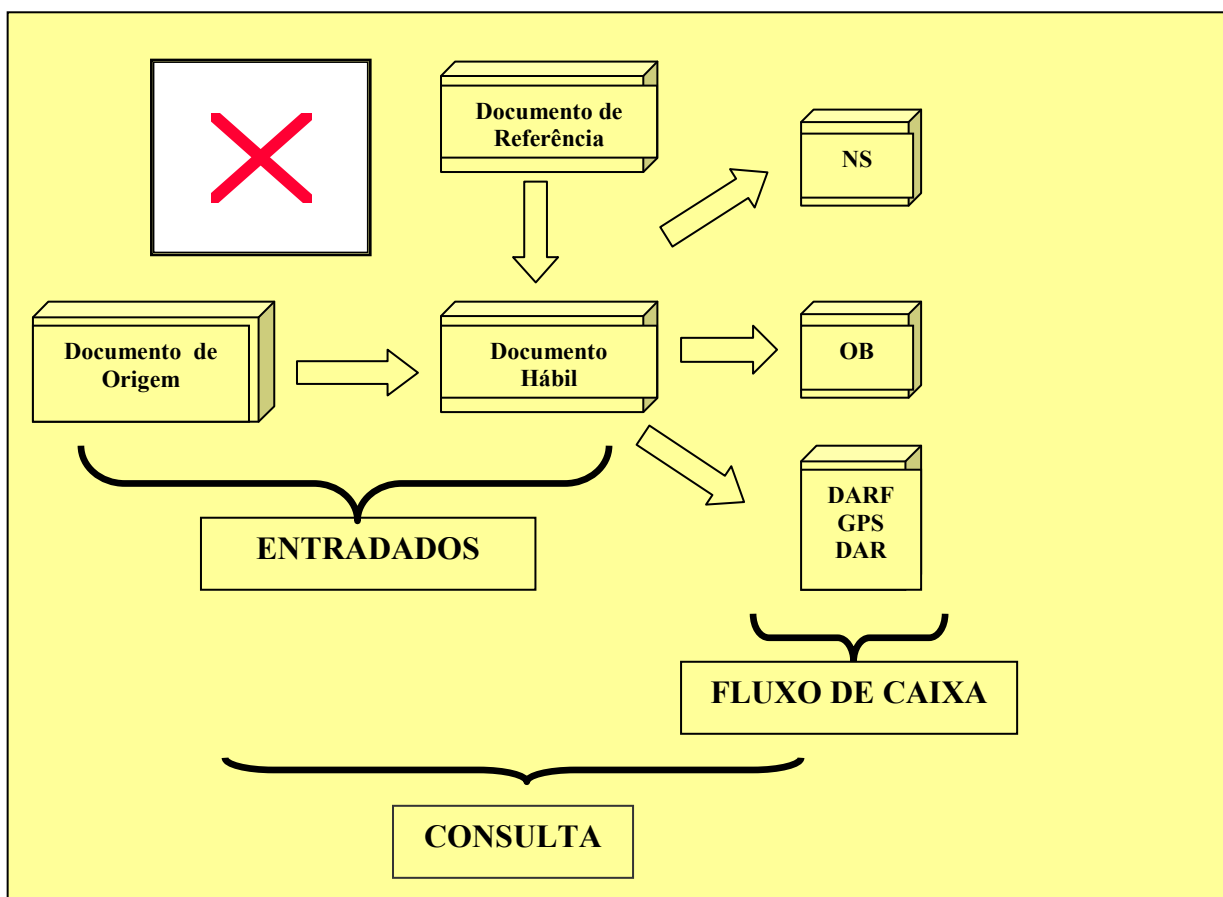 Documento de
Referência
NS
Documento de
Origem
Documento
Hábil
OB
DARF
GPS
DAR
ENTRADADOS
FLUXO DE CAIXA
CONSULTA